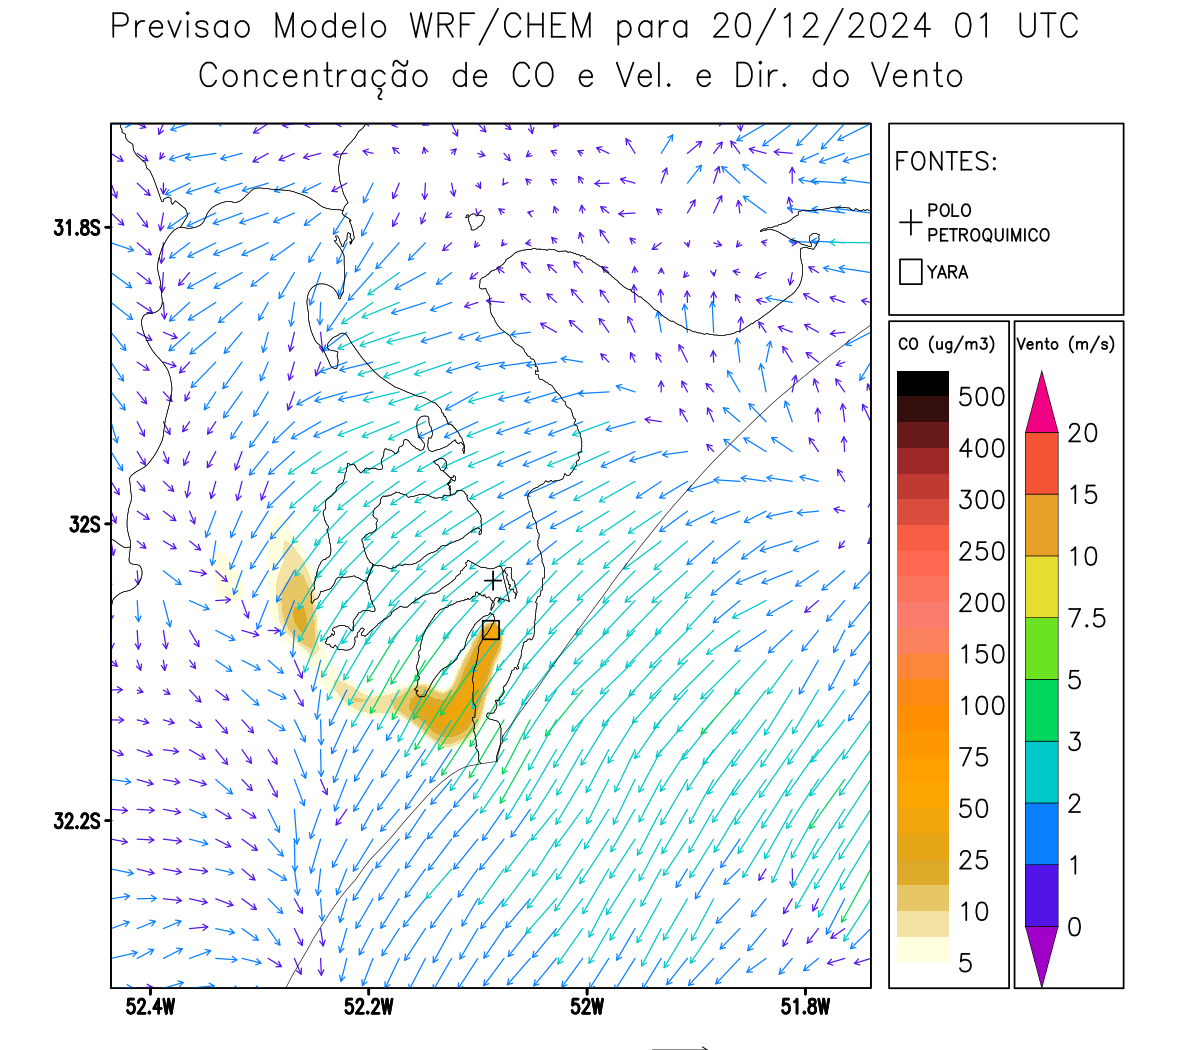 Previsao Modelo WRF/CHEM para 20/12/2024 01 UTC
Concentração de CO e Vel. e Dir. do Vento
FONTES:
POLO
PETROQUIMICO
YARA
CO (ug/m3)
500
400
300
250
200
150
100
75
50
25
10
5
Vento (m/s)
20
15
10
7.5
5
3
2
1
0
31.8S
32S
32.2S
52.4W
52.2W
52W
51.8W